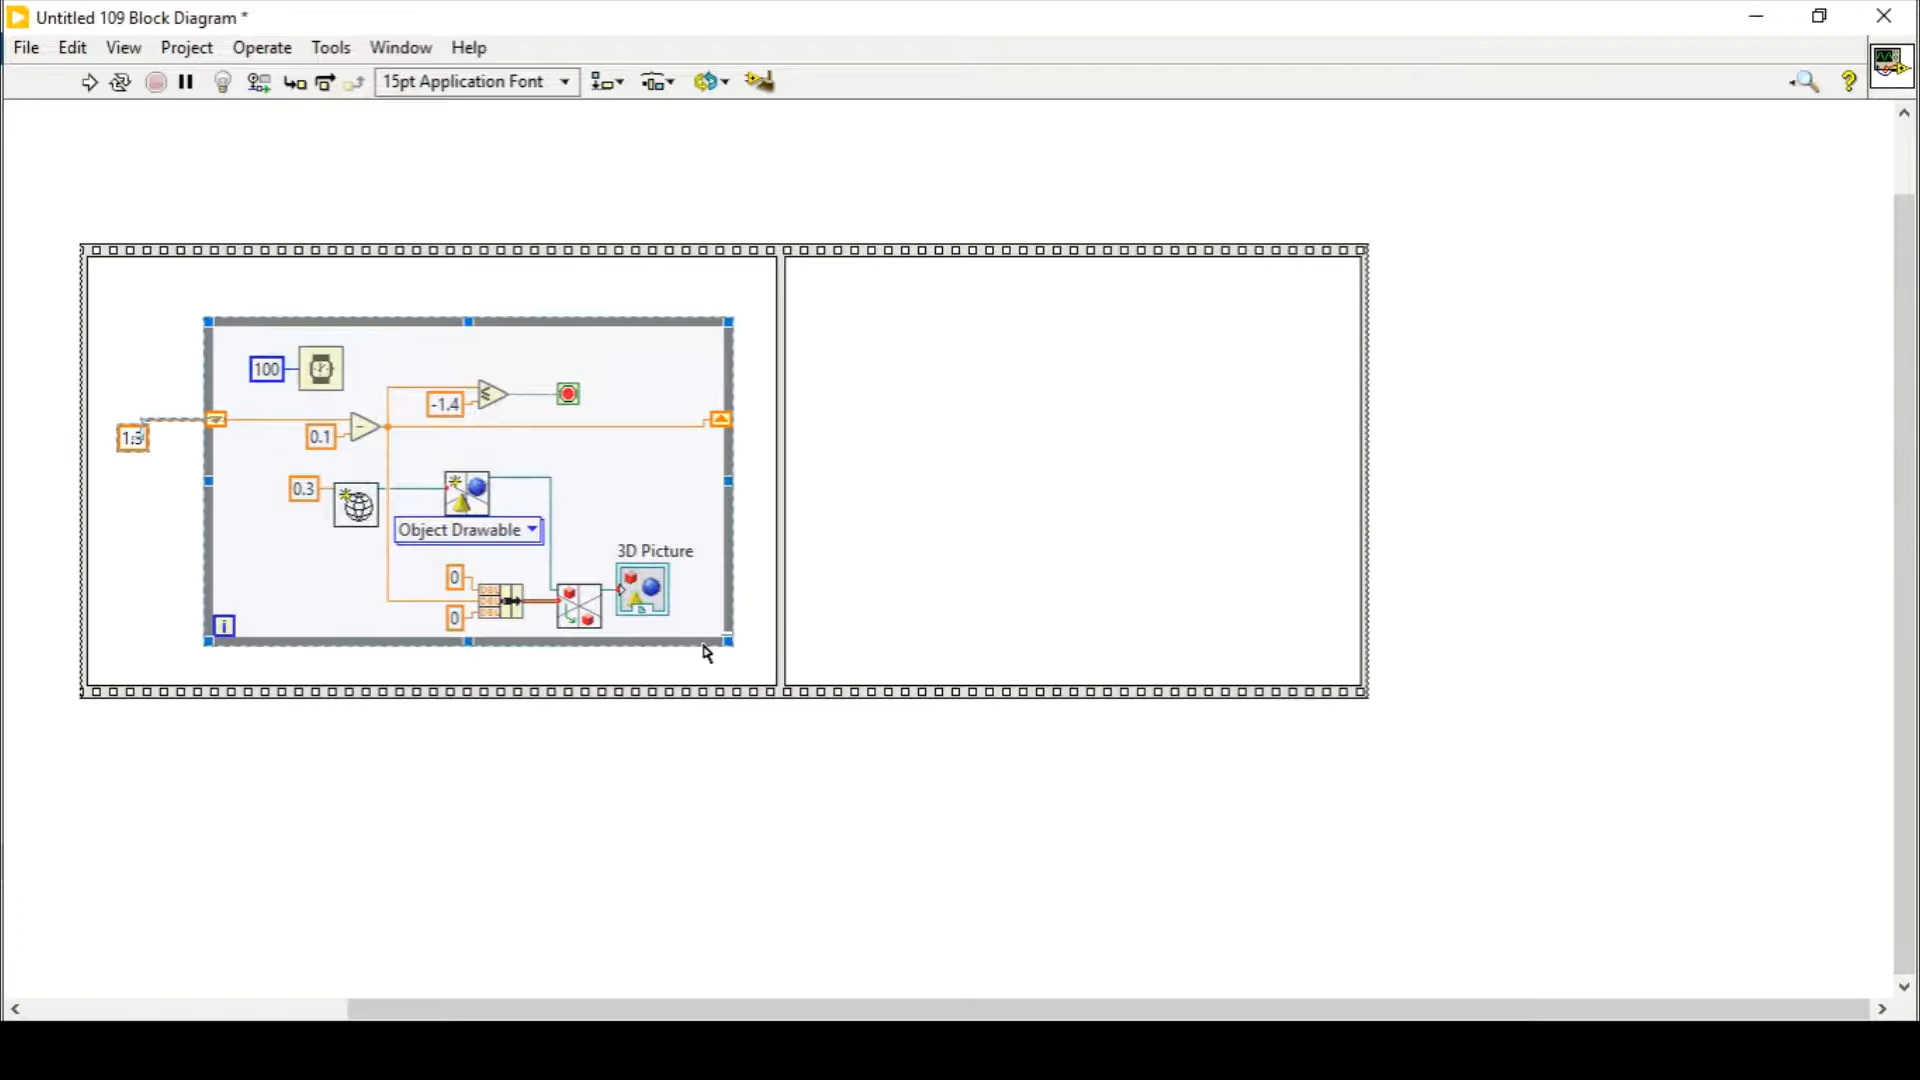 Untitled 109 Block Diagram *
File Edit View Project Operate Tools Window Help
15pt Application Font
100
-1.4
0.1
0.3
Object Drawable
3D Picture
0
0
i